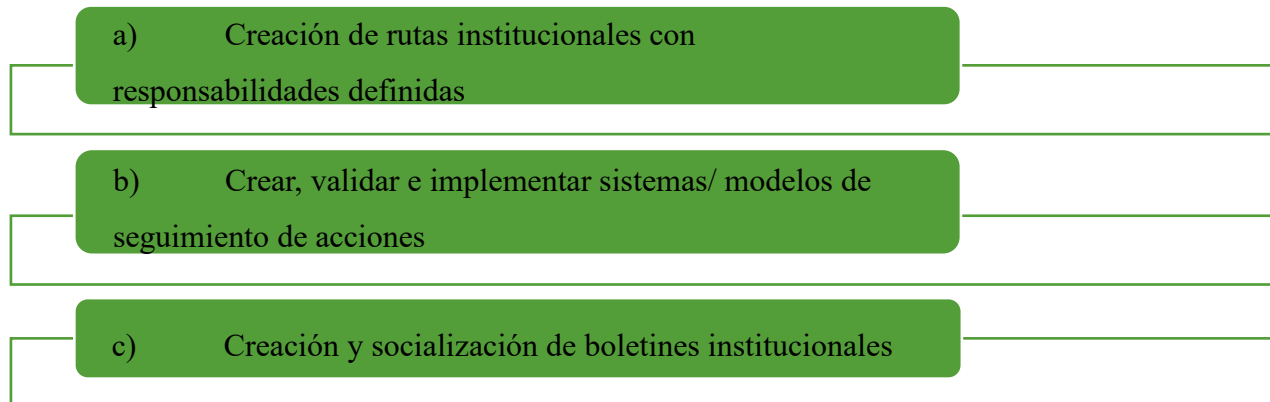 a) Creación de rutas institucionales con
responsabilidades definidas
b) Crear, validar e implementar sistemas/ modelos de
seguimiento de acciones
c) Creación y socialización de boletines institucionales